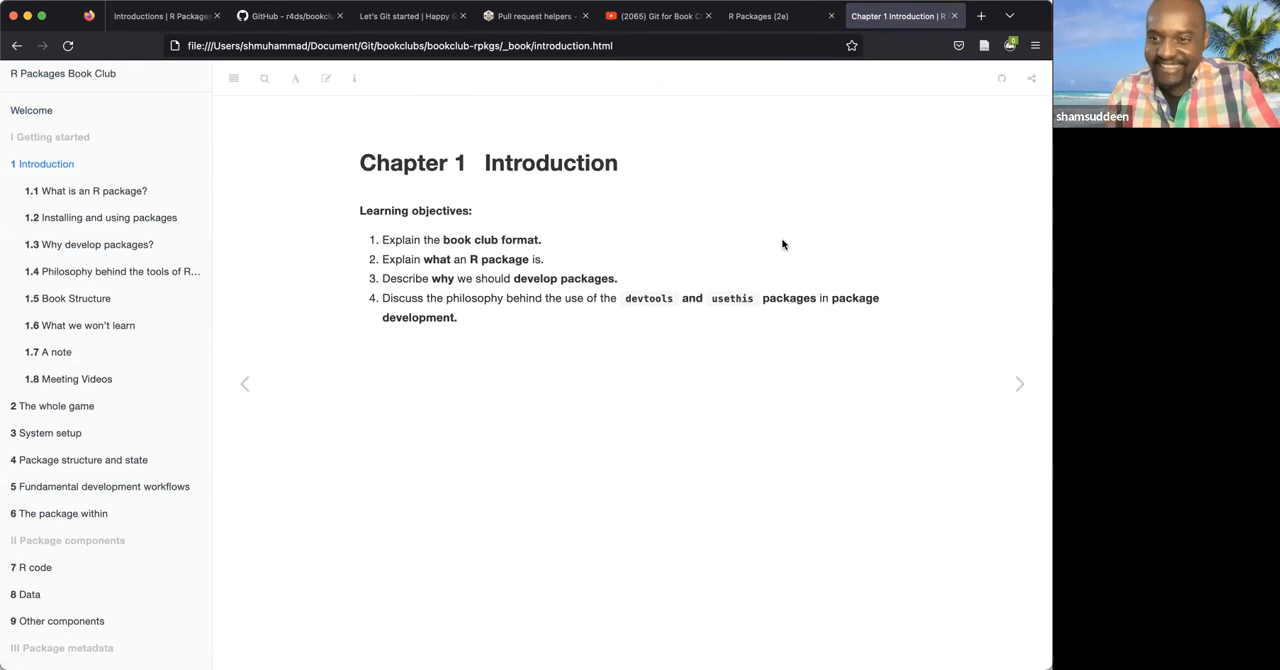 Introductions | R Package
GitHub - r4ds/bookclu
Let's Git started | Happy G
Pull request helpers ·
(2065) Git for Book C
R Packages (2e)
Chapter 1 Introduction | R
file:///Users/shmuhammad/Document/Git/bookclubs/bookclub-rpkgs/_book/introduction.html
0
shamsuddeen
R Packages Book Club
Welcome
I Getting started
1 Introduction
1.1 What is an R package?
1.2 Installing and using packages
1.3 Why develop packages?
1.4 Philosophy behind the tools of R...
1.5 Book Structure
1.6 What we won't learn
1.7 A note
1.8 Meeting Videos
2 The whole game
3 System setup
4 Package structure and state
5 Fundamental development workflows
6 The package within
II Package components
7 R code
8 Data
9 Other components
III Package metadata
A
i
Chapter 1 Introduction
Learning objectives:
1. Explain the book club format.
2. Explain what an R package is.
3. Describe why we should develop packages.
4. Discuss the philosophy behind the use of the devtools and usethis packages in package
development.